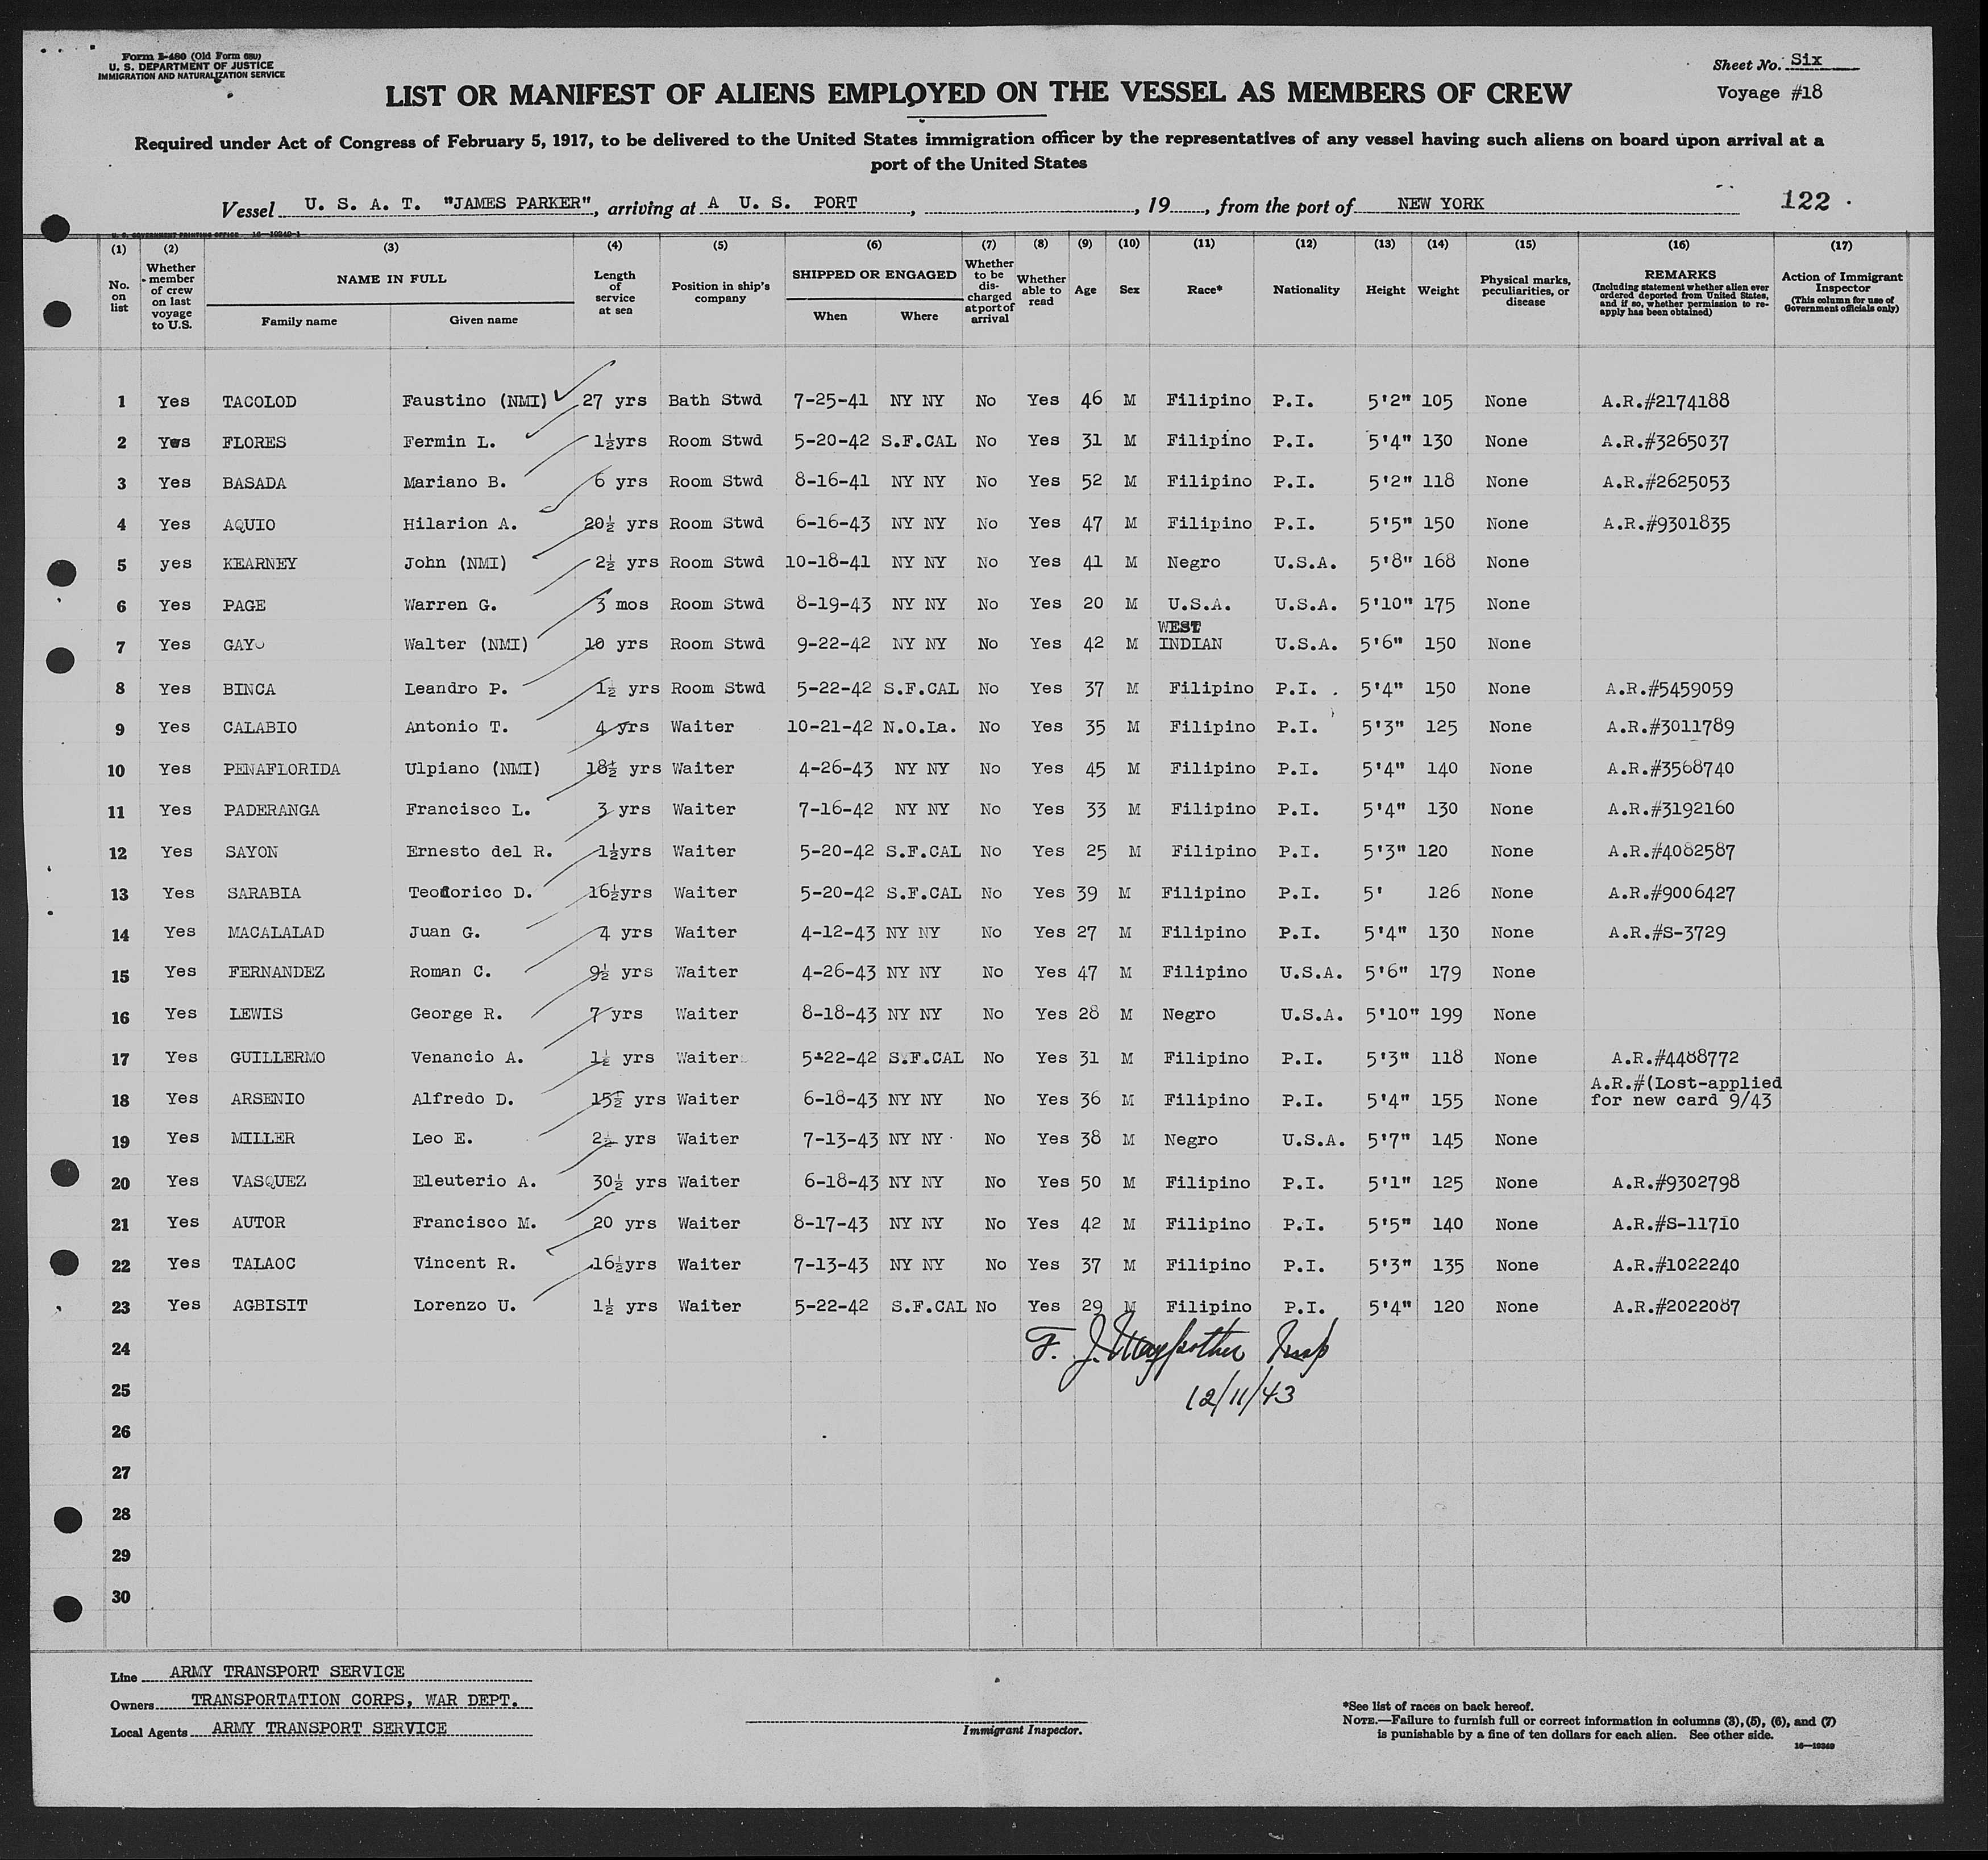 Form I-480 (Old Form 680)
U. S. DEPARTMENT OF JUSTICE
IMMIGRATION AND NATURALIZATION SERVICE
Sheet No. Six
Voyage #18
LIST OR MANIFEST OF ALIENS EMPLOYED ON THE VESSEL AS MEMBERS OF CREW
Required under Act of Congress of February 5, 1917, to be delivered to the United States immigration officer by the representatives of any vessel having such aliens on board upon arrival at a
port of the United States
Vessel U. S. A. T. "JAMES PARKER", arriving at A U. S. PORT, , 19 , from the port of NEW YORK 122
U. S. GOVERNMENT PRINTING OFFICE 16—19349-1
(1) (2) (3) (4) (5) (6) (7) (8) (9) (10) (11) (12) (13) (14) (15) (16) (17)
No. on list | Whether member of crew on last voyage to U.S. | NAME IN FULL Family name Given name | Length of service at sea | Position in ship's company | SHIPPED OR ENGAGED When Where | Whether to be discharged at port of arrival | Whether able to read | Age | Sex | Race* | Nationality | Height | Weight | Physical marks, peculiarities, or disease | REMARKS (Including statement whether alien ever ordered deported from United States, and if so, whether permission to re-apply has been obtained) | Action of Immigrant Inspector (This column for use of Government officials only)
1 Yes TACOLOD Faustino (NMI) 27 yrs Bath Stwd 7-25-41 NY NY No Yes 46 M Filipino P.I. 5'2" 105 None A.R.#2174188
2 Yes FLORES Fermin L. 1½yrs Room Stwd 5-20-42 S.F.CAL No Yes 31 M Filipino P.I. 5'4" 130 None A.R.#3265037
3 Yes BASADA Mariano B. 6 yrs Room Stwd 8-16-41 NY NY No Yes 52 M Filipino P.I. 5'2" 118 None A.R.#2625053
4 Yes AQUIO Hilarion A. 20½ yrs Room Stwd 6-16-43 NY NY No Yes 47 M Filipino P.I. 5'5" 150 None A.R.#9301835
5 yes KEARNEY John (NMI) 2½ yrs Room Stwd 10-18-41 NY NY No Yes 41 M Negro U.S.A. 5'8" 168 None
6 Yes PAGE Warren G. 3 mos Room Stwd 8-19-43 NY NY No Yes 20 M U.S.A. U.S.A. 5'10" 175 None
7 Yes GAY Walter (NMI) 10 yrs Room Stwd 9-22-42 NY NY No Yes 42 M WEST INDIAN U.S.A. 5'6" 150 None
8 Yes BINCA Leandro P. 1½ yrs Room Stwd 5-22-42 S.F.CAL No Yes 37 M Filipino P.I. 5'4" 150 None A.R.#5459059
9 Yes CALABIO Antonio T. 4 yrs Waiter 10-21-42 N.O.La. No Yes 35 M Filipino P.I. 5'3" 125 None A.R.#3011789
10 Yes PENAFLORIDA Ulpiano (NMI) 18½ yrs Waiter 4-26-43 NY NY No Yes 45 M Filipino P.I. 5'4" 140 None A.R.#3568740
11 Yes PADERANGA Francisco L. 3 yrs Waiter 7-16-42 NY NY No Yes 33 M Filipino P.I. 5'4" 130 None A.R.#3192160
12 Yes SAYON Ernesto del R. 1½yrs Waiter 5-20-42 S.F.CAL No Yes 25 M Filipino P.I. 5'3" 120 None A.R.#4082587
13 Yes SARABIA Teodorico D. 16½yrs Waiter 5-20-42 S.F.CAL No Yes 39 M Filipino P.I. 5' 126 None A.R.#9006427
14 Yes MACALALAD Juan G. 4 yrs Waiter 4-12-43 NY NY No Yes 27 M Filipino P.I. 5'4" 130 None A.R.#S-3729
15 Yes FERNANDEZ Roman C. 9½ yrs Waiter 4-26-43 NY NY No Yes 47 M Filipino U.S.A. 5'6" 179 None
16 Yes LEWIS George R. 7 yrs Waiter 8-18-43 NY NY No Yes 28 M Negro U.S.A. 5'10" 199 None
17 Yes GUILLERMO Venancio A. 1½ yrs Waiter 5-22-42 S.F.CAL No Yes 31 M Filipino P.I. 5'3" 118 None A.R.#4488772
18 Yes ARSENIO Alfredo D. 15½ yrs Waiter 6-18-43 NY NY No Yes 36 M Filipino P.I. 5'4" 155 None A.R.#(Lost-applied for new card 9/43
19 Yes MILLER Leo E. 2½ yrs Waiter 7-13-43 NY NY No Yes 38 M Negro U.S.A. 5'7" 145 None
20 Yes VASQUEZ Eleuterio A. 30½ yrs Waiter 6-18-43 NY NY No Yes 50 M Filipino P.I. 5'1" 125 None A.R.#9302798
21 Yes AUTOR Francisco M. 20 yrs Waiter 8-17-43 NY NY No Yes 42 M Filipino P.I. 5'5" 140 None A.R.#S-11710
22 Yes TALAOC Vincent R. 16½yrs Waiter 7-13-43 NY NY No Yes 37 M Filipino P.I. 5'3" 135 None A.R.#1022240
23 Yes AGBISIT Lorenzo U. 1½ yrs Waiter 5-22-42 S.F.CAL No Yes 29 M Filipino P.I. 5'4" 120 None A.R.#2022087
24 F. J. Insp
25 12/11/43
26
27
28
29
30
Line ARMY TRANSPORT SERVICE
Owners TRANSPORTATION CORPS, WAR DEPT.
Local Agents ARMY TRANSPORT SERVICE
Immigrant Inspector.
*See list of races on back hereof.
NOTE.—Failure to furnish full or correct information in columns (3), (5), (6), and (7)
is punishable by a fine of ten dollars for each alien. See other side.
16—19349